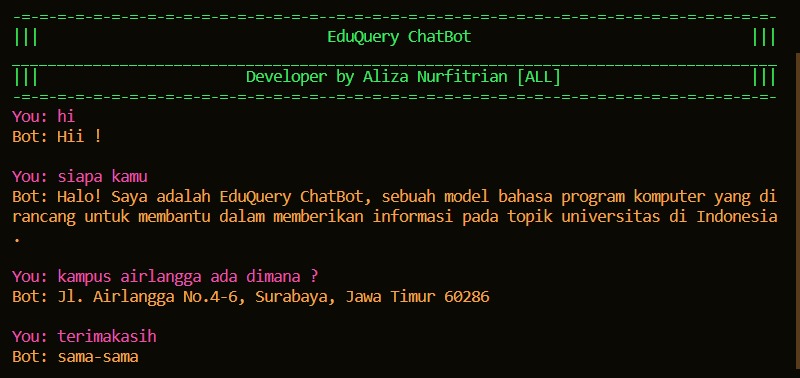 -=-=-=-=-=-=-=-=-=-=-=-=-=-=-=-=-=-=-=--=-=-=-=-=-=-=-=--=-=-=-=-=-=-=-=-=-=-=-=-=-
||| EduQuery ChatBot |||
_____________________________________________________________________________________
||| Developer by Aliza Nurfitrian [ALL] |||
-=-=-=-=-=-=-=-=-=-=-=-=-=-=-=-=-=-=-=--=-=-=-=-=-=-=-=--=-=-=-=-=-=-=-=-=-=-=-=-=-
You: hi
Bot: Hii !
You: siapa kamu
Bot: Halo! Saya adalah EduQuery ChatBot, sebuah model bahasa program komputer yang di
rancang untuk membantu dalam memberikan informasi pada topik universitas di Indonesia
.
You: kampus airlangga ada dimana ?
Bot: Jl. Airlangga No.4-6, Surabaya, Jawa Timur 60286
You: terimakasih
Bot: sama-sama